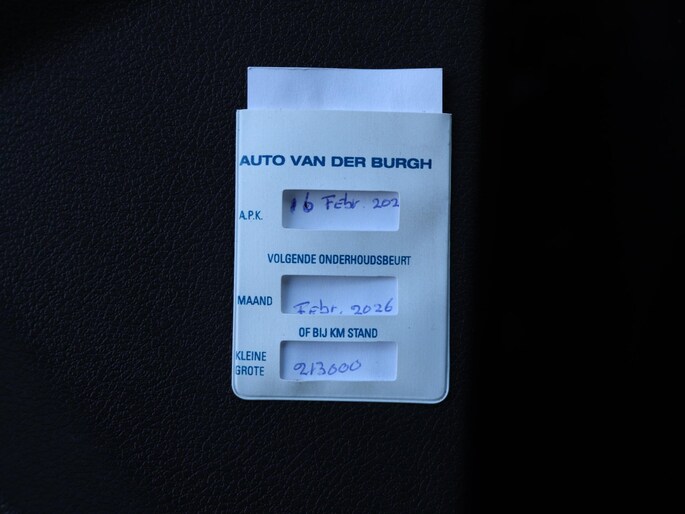 AUTO VAN DER BURGH
A.P.K. 16 Febr. 202
VOLGENDE ONDERHOUDSBEURT
MAAND Febr. 2026
OF BIJ KM STAND
KLEINE
GROTE 213000